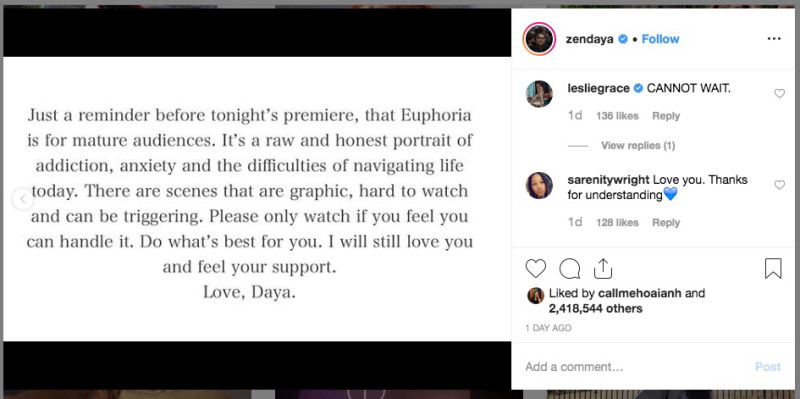 Just a reminder before tonight’s premiere, that Euphoria
is for mature audiences. It’s a raw and honest portrait of
addiction, anxiety and the difficulties of navigating life
today. There are scenes that are graphic, hard to watch
and can be triggering. Please only watch if you feel you
can handle it. Do what’s best for you. I will still love you
and feel your support.
Love, Daya.
zendaya • Follow
lesliegrace CANNOT WAIT.
1d 136 likes Reply
View replies (1)
sarenitywright Love you. Thanks
for understanding💙
1d 128 likes Reply
Liked by callmehoaianh and
2,418,544 others
1 DAY AGO
Add a comment...
Post